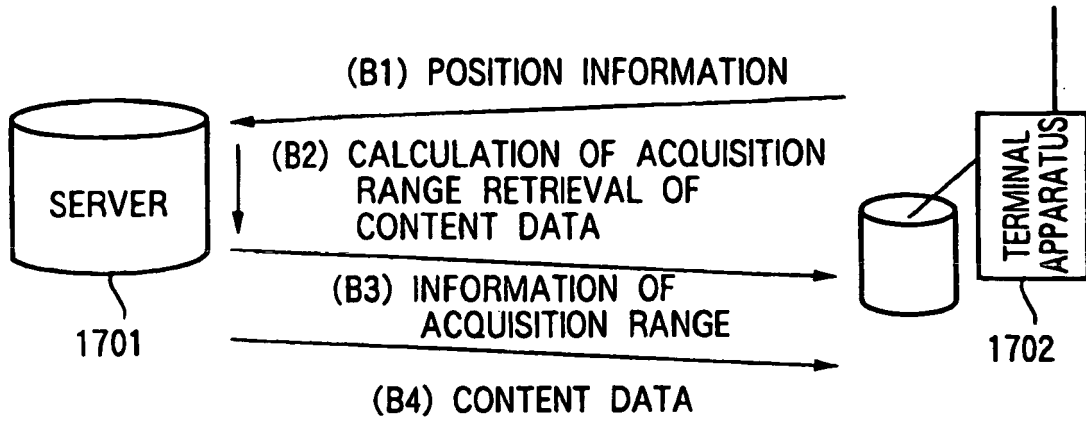 (B1) POSITION INFORMATION
(B2) CALCULATION OF ACQUISITION
RANGE RETRIEVAL OF
CONTENT DATA
SERVER
TERMINAL
APPARATUS
(B3) INFORMATION OF
ACQUISITION RANGE
1701
1702
(B4) CONTENT DATA